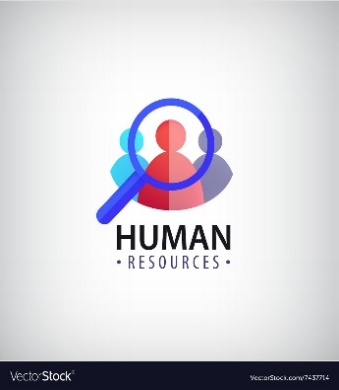 HUMAN
• RESOURCES •
VectorStock®
VectorStock.com/7437714